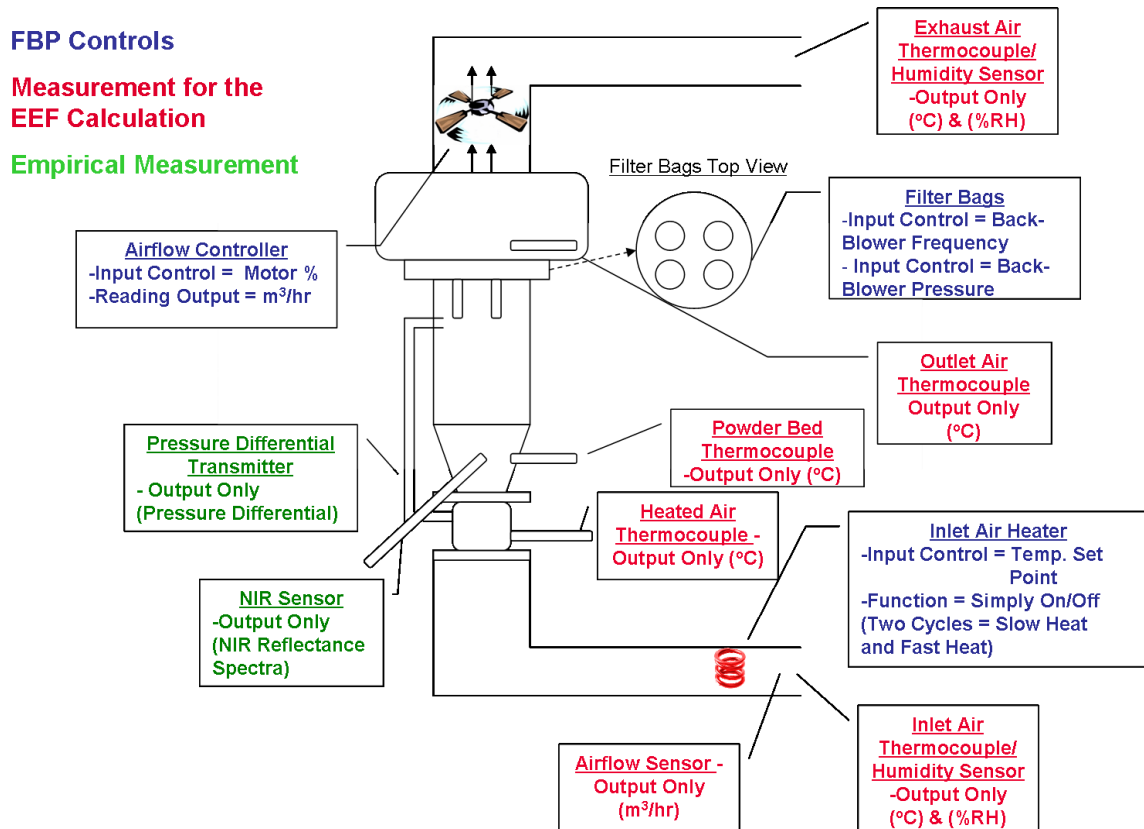 FBP Controls
Measurement for the
EEF Calculation
Empirical Measurement
Exhaust Air
Thermocouple/
Humidity Sensor
-Output Only
(ºC) & (%RH)
Filter Bags Top View
Airflow Controller
-Input Control =  Motor %
-Reading Output = m³/hr
Filter Bags
-Input Control = Back-
Blower Frequency
- Input Control = Back-
Blower Pressure
Outlet Air
Thermocouple
Output Only
(ºC)
Pressure Differential
Transmitter
- Output Only
(Pressure Differential)
Powder Bed
Thermocouple
-Output Only (ºC)
Heated Air
Thermocouple -
Output Only (ºC)
Inlet Air Heater
-Input Control = Temp. Set
Point
-Function = Simply On/Off
(Two Cycles = Slow Heat
and Fast Heat)
NIR Sensor
-Output Only
(NIR Reflectance
Spectra)
Airflow Sensor -
Output Only
(m³/hr)
Inlet Air
Thermocouple/
Humidity Sensor
-Output Only
(ºC) & (%RH)